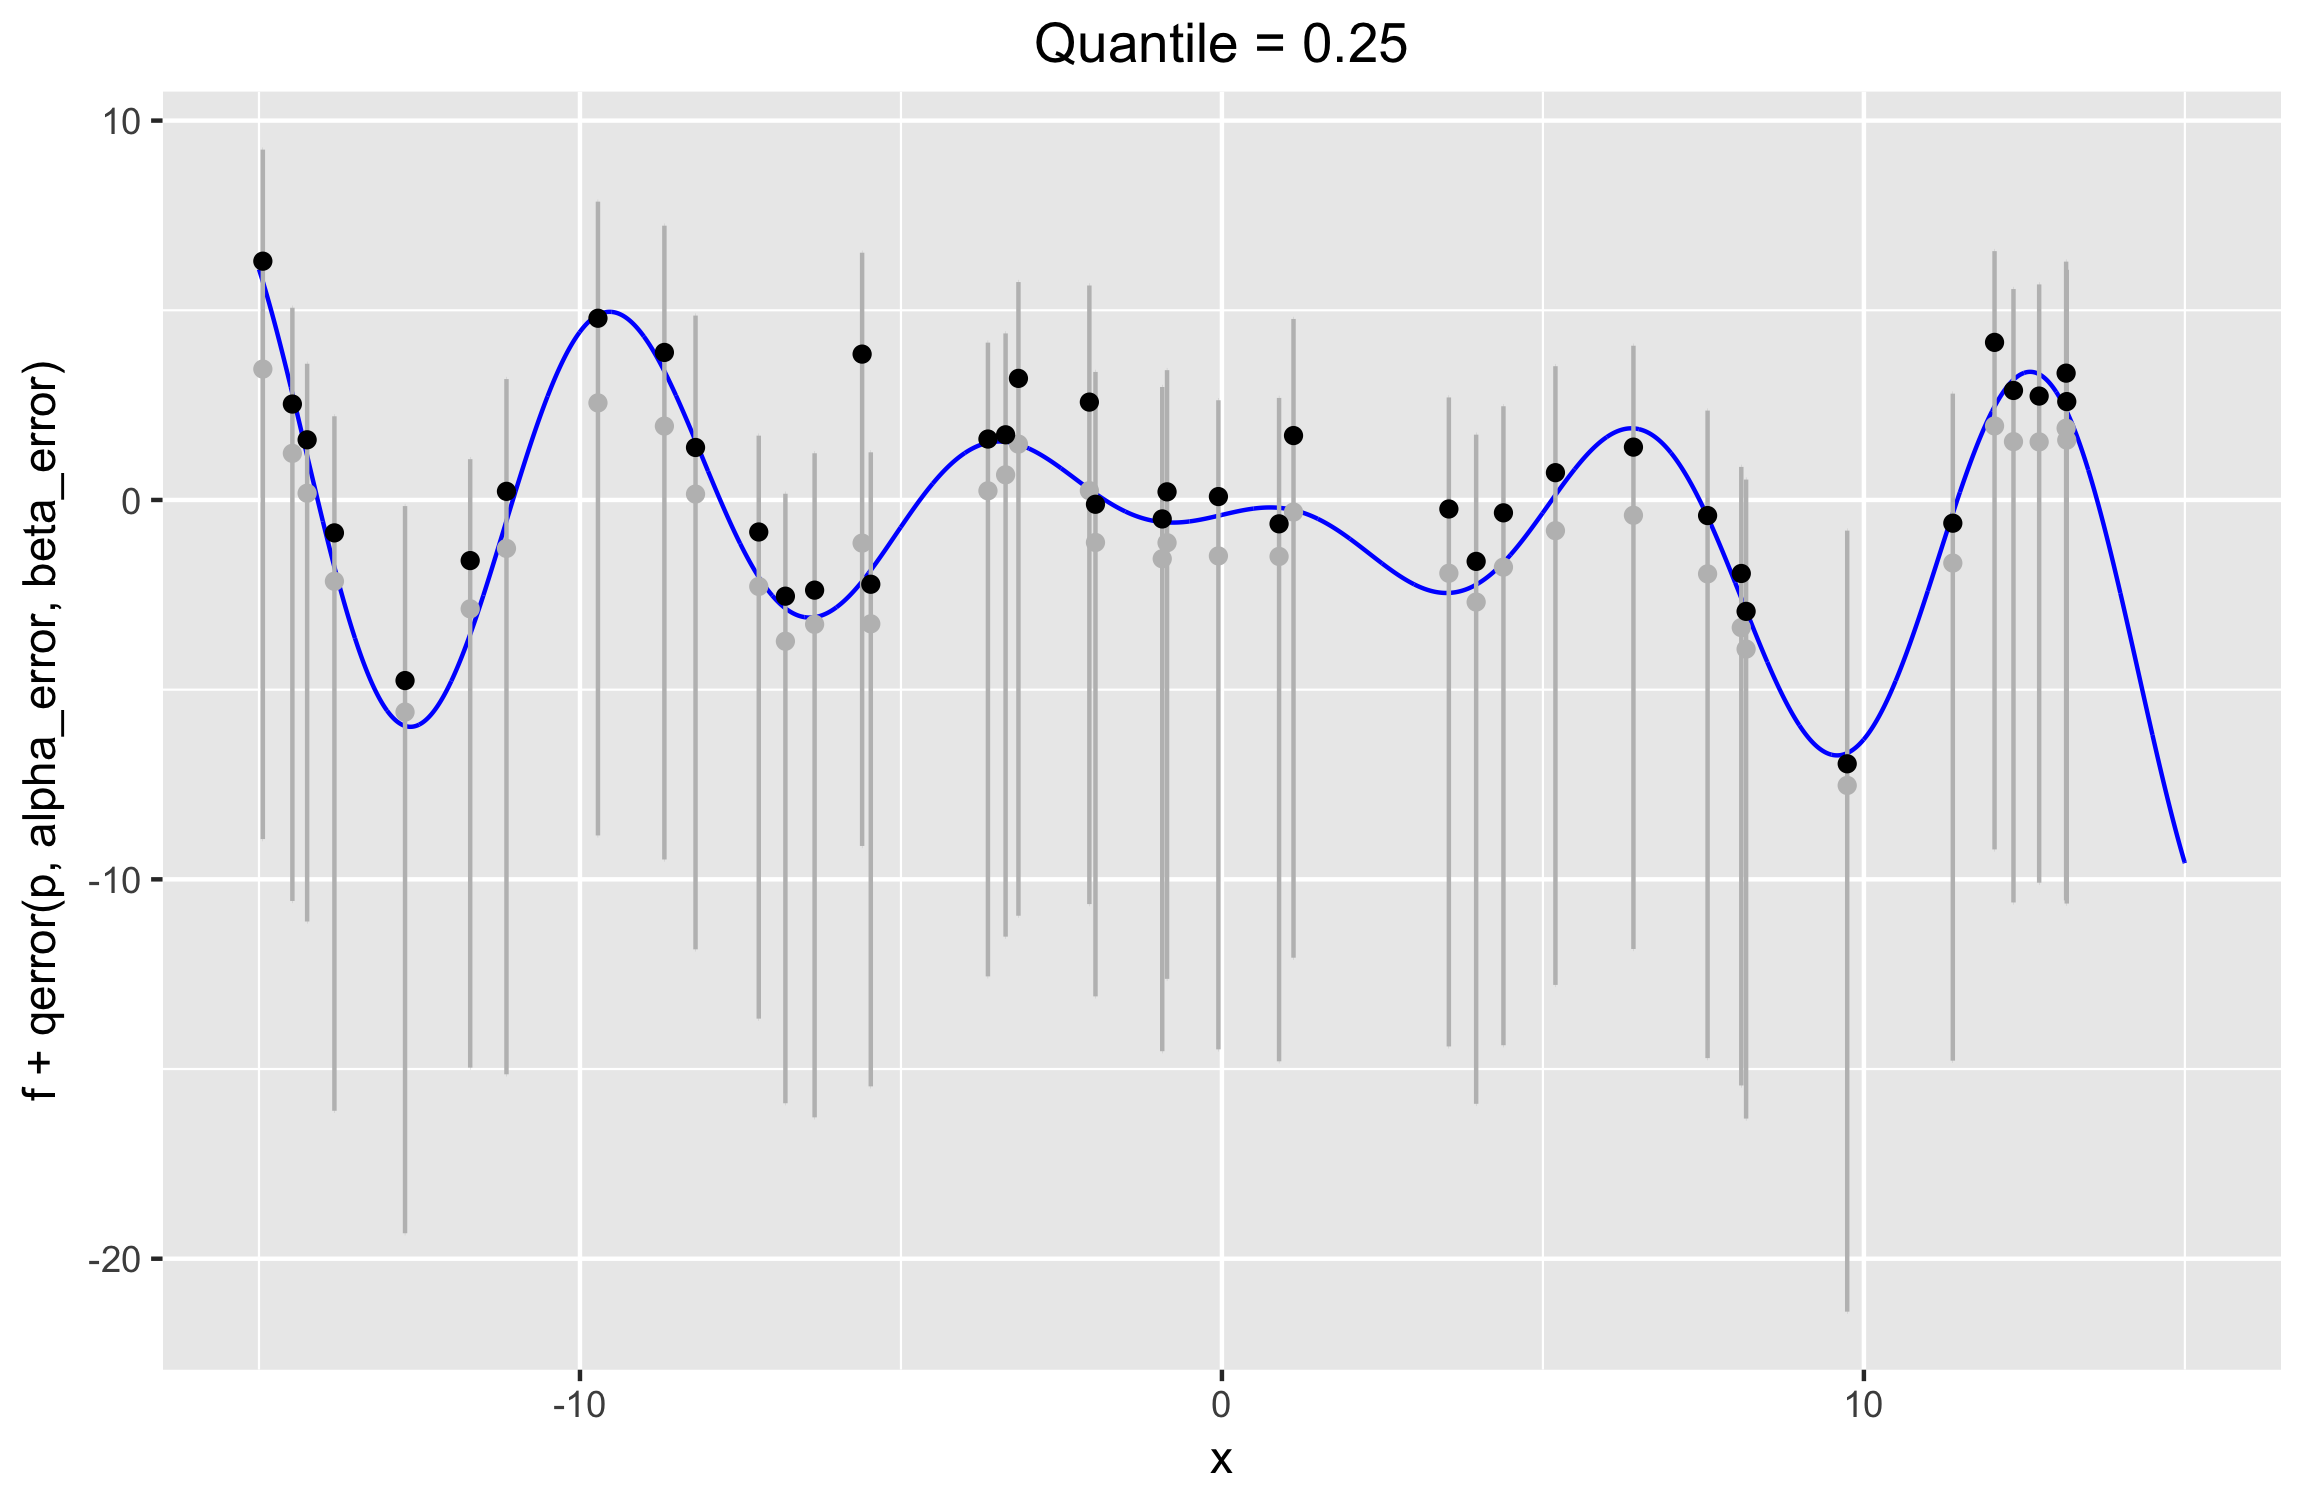 Quantile = 0.25
f + qerror(p, alpha_error, beta_error)
10
0
-10
-20
-10
0
10
x